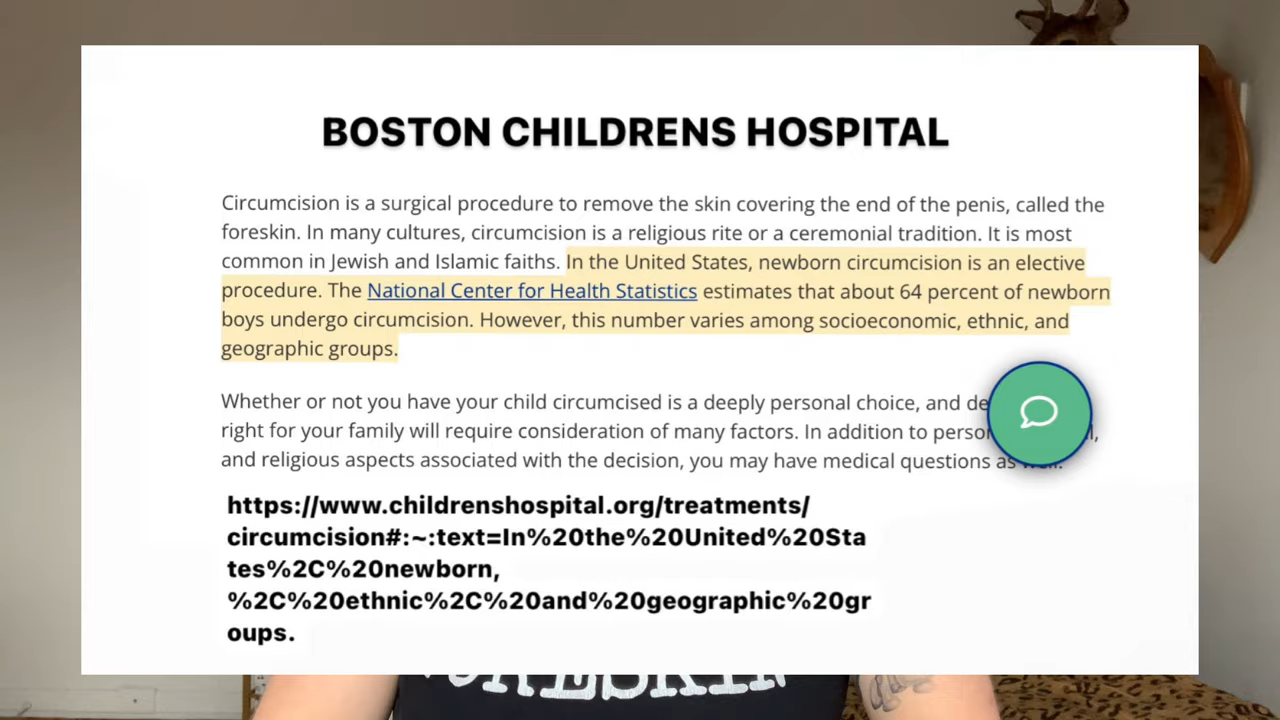 BOSTON CHILDRENS HOSPITAL
Circumcision is a surgical procedure to remove the skin covering the end of the penis, called the
foreskin. In many cultures, circumcision is a religious rite or a ceremonial tradition. It is most
common in Jewish and Islamic faiths. In the United States, newborn circumcision is an elective
procedure. The National Center for Health Statistics estimates that about 64 percent of newborn
boys undergo circumcision. However, this number varies among socioeconomic, ethnic, and
geographic groups.
Whether or not you have your child circumcised is a deeply personal choice, and
right for your family will require consideration of many factors. In addition to
and religious aspects associated with the decision, you may have medical questions as
https://www.childrenshospital.org/treatments/
circumcision#:~:text=In%20the%20United%20Sta
tes%2C%20newborn,
%2C%20ethnic%2C%20and%20geographic%20gr
oups.